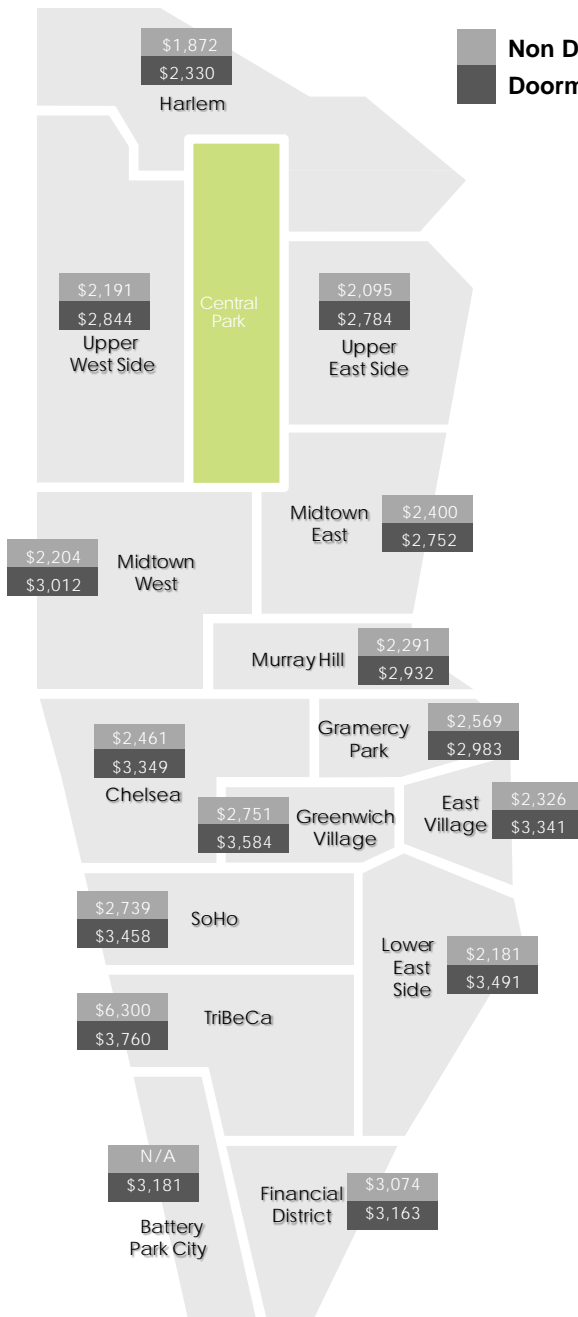 $1,872
$2,330
Harlem
Non D
Doorm
$2,191
$2,844
Upper
West Side
Central
Park
$2,095
$2,784
Upper
East Side
Midtown
East
$2,400
$2,752
$2,204
$3,012
Midtown
West
Murray Hill
$2,291
$2,932
$2,461
$3,349
Chelsea
Gramercy
Park
$2,569
$2,983
$2,751
$3,584
Greenwich
Village
East
Village
$2,326
$3,341
$2,739
$3,458
SoHo
Lower
East
Side
$2,181
$3,491
$6,300
$3,760
TriBeCa
N/A
$3,181
Battery
Park City
Financial
District
$3,074
$3,163